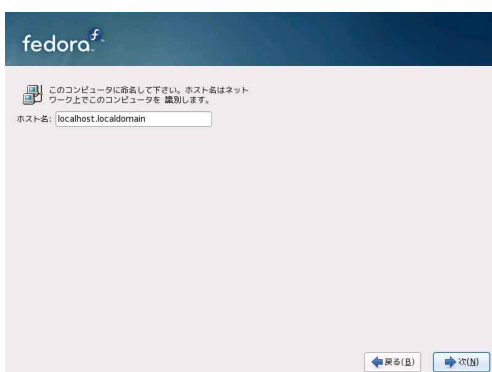 fedora
このコンピュータに命名して下さい。ホスト名はネット
ワーク上でこのコンピュータを 識別します。
ホスト名: localhost.localdomain
戻る(B) 次(N)